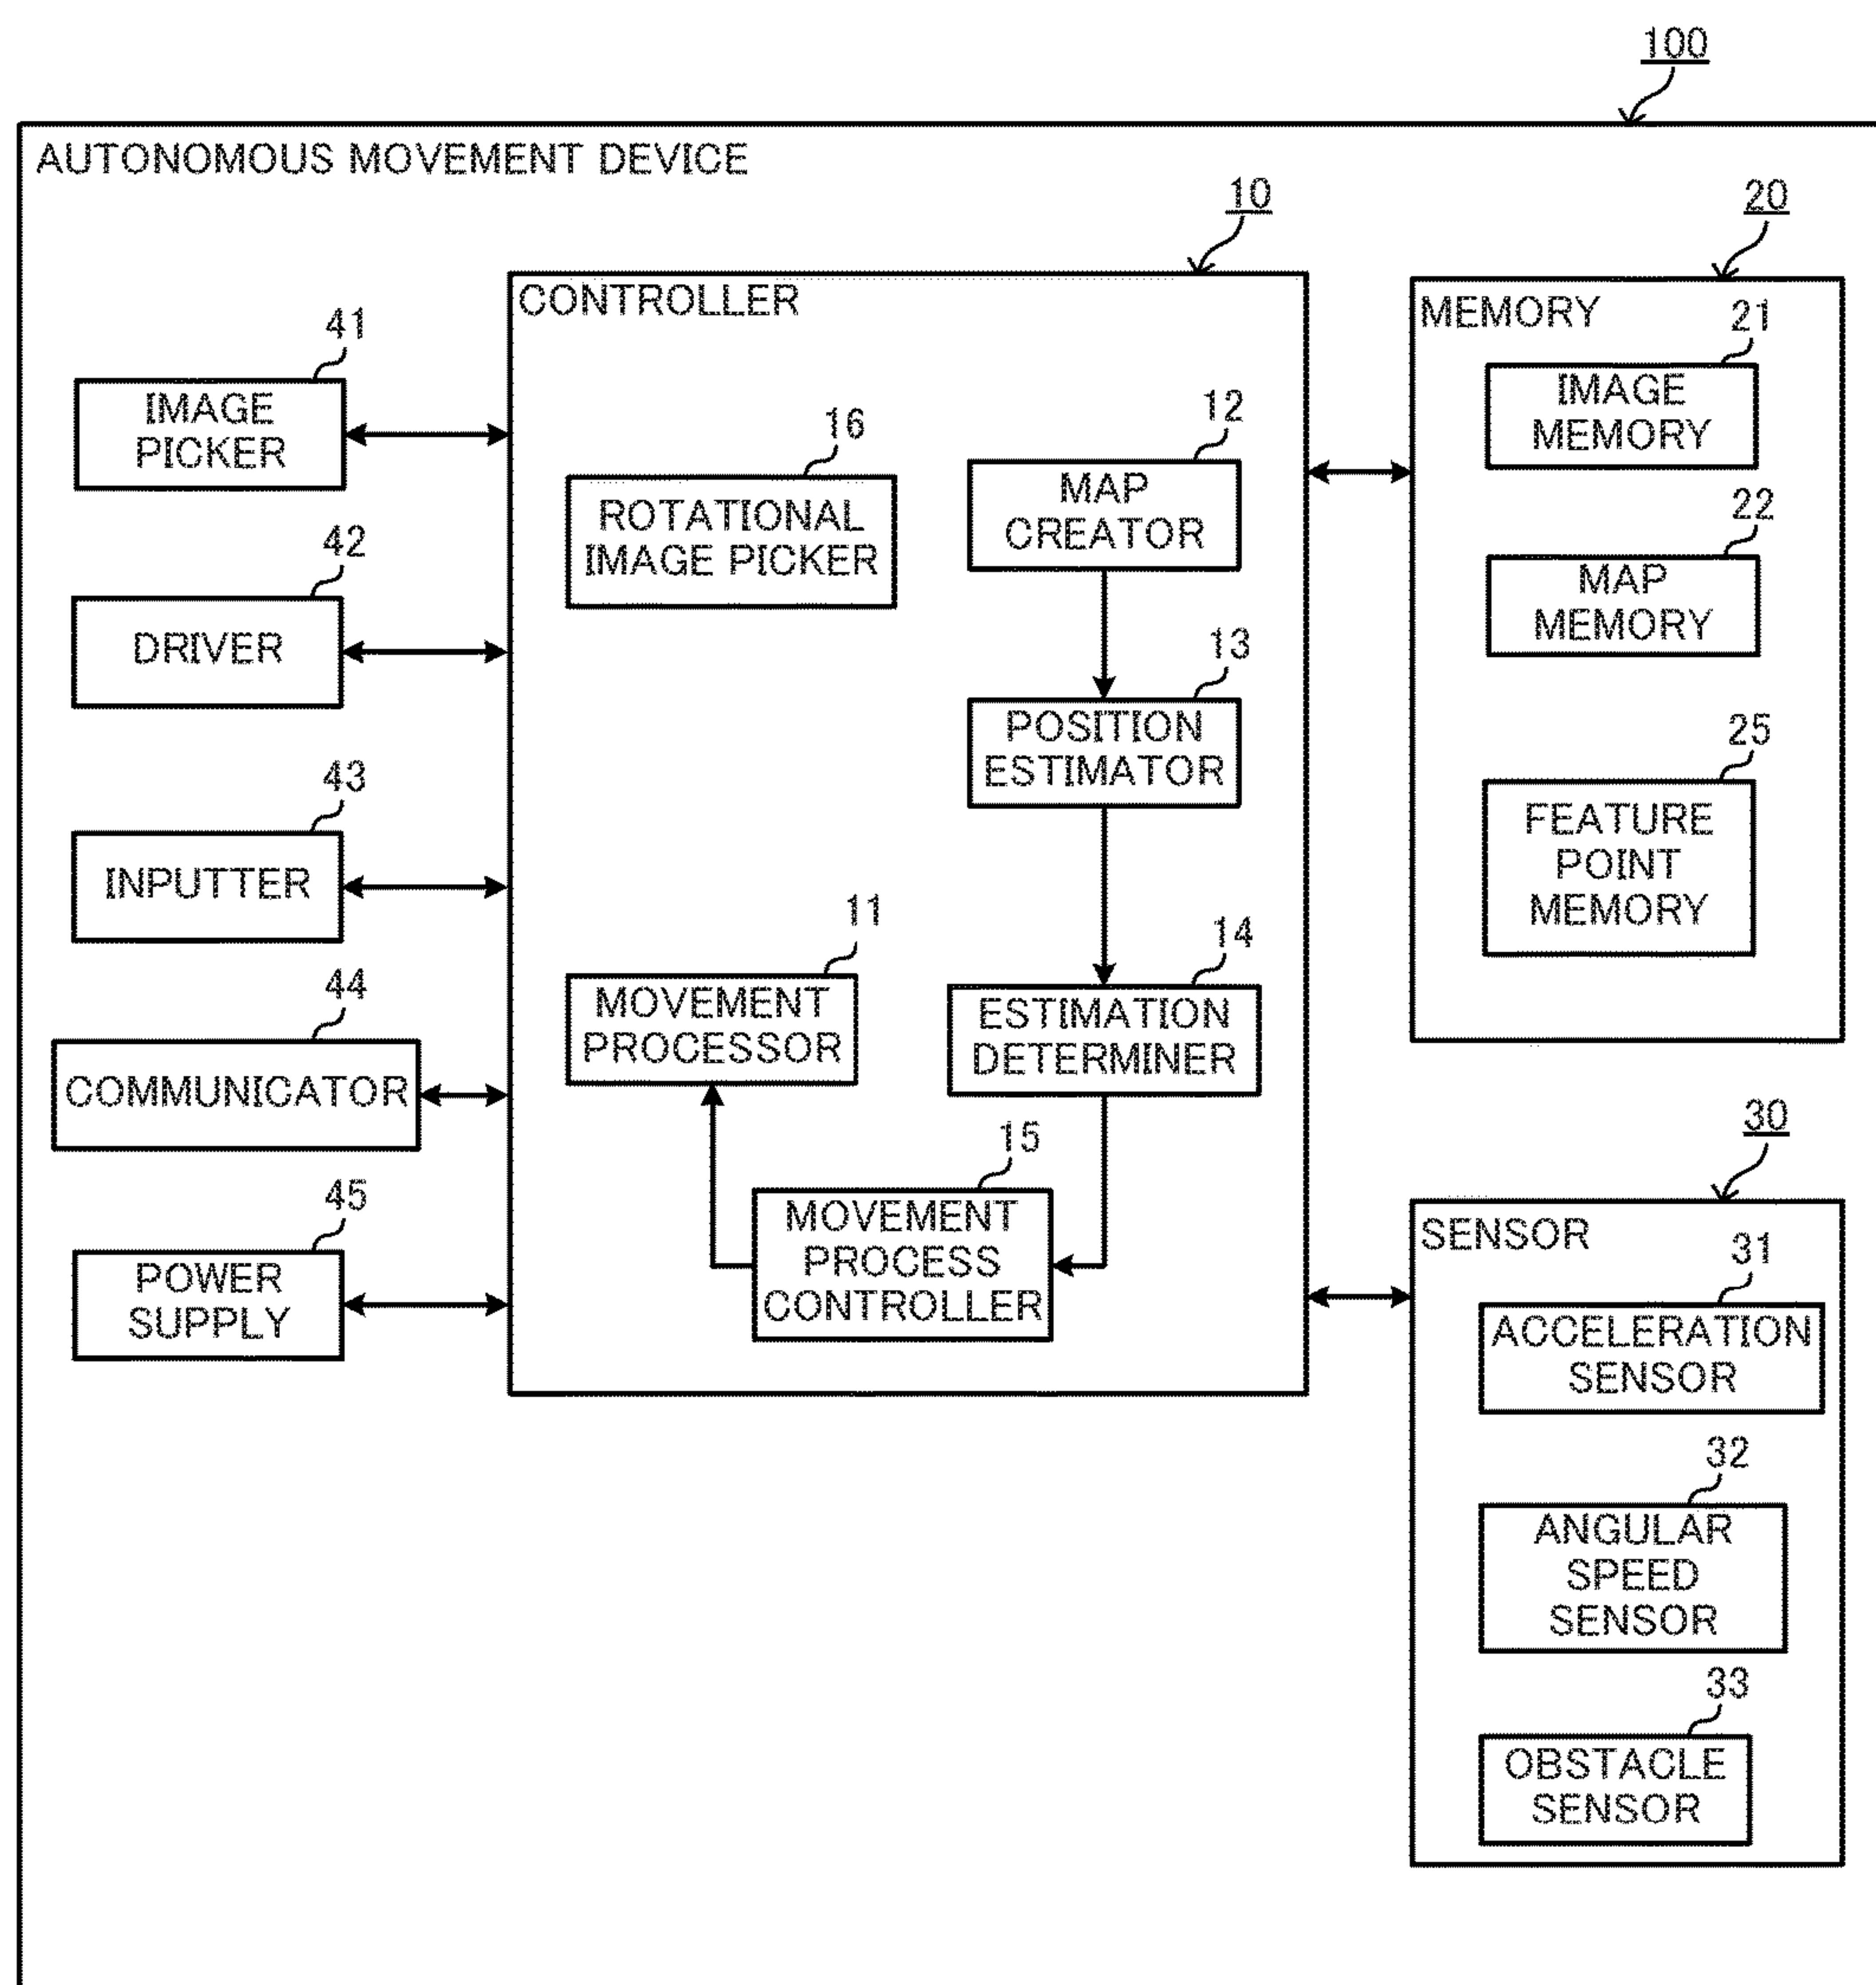 100
AUTONOMOUS MOVEMENT DEVICE
10
CONTROLLER
16
ROTATIONAL
IMAGE PICKER
12
MAP
CREATOR
13
POSITION
ESTIMATOR
14
ESTIMATION
DETERMINER
11
MOVEMENT
PROCESSOR
15
MOVEMENT
PROCESS
CONTROLLER
41
IMAGE
PICKER
42
DRIVER
43
INPUTTER
44
COMMUNICATOR
45
POWER
SUPPLY
20
MEMORY
21
IMAGE
MEMORY
22
MAP
MEMORY
25
FEATURE
POINT
MEMORY
30
SENSOR
31
ACCELERATION
SENSOR
32
ANGULAR
SPEED
SENSOR
33
OBSTACLE
SENSOR